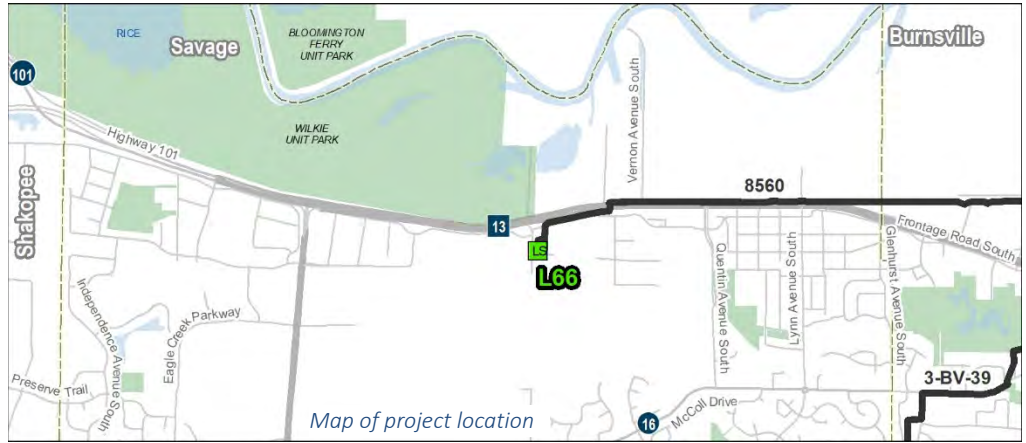 RICE
Savage
BLOOMINGTON
FERRY
UNIT PARK
Burnsville
101
Vernon Avenue South
WILKIE
UNIT PARK
Highway 101
8560
Shakopee
13
Frontage Road South
LS
L66
Independence Avenue South
Eagle Creek Parkway
Quentin Avenue South
Lynn Avenue South
Glenhurst Avenue South
3-BV-39
Preserve Trail
McColl Drive
16
Map of project location